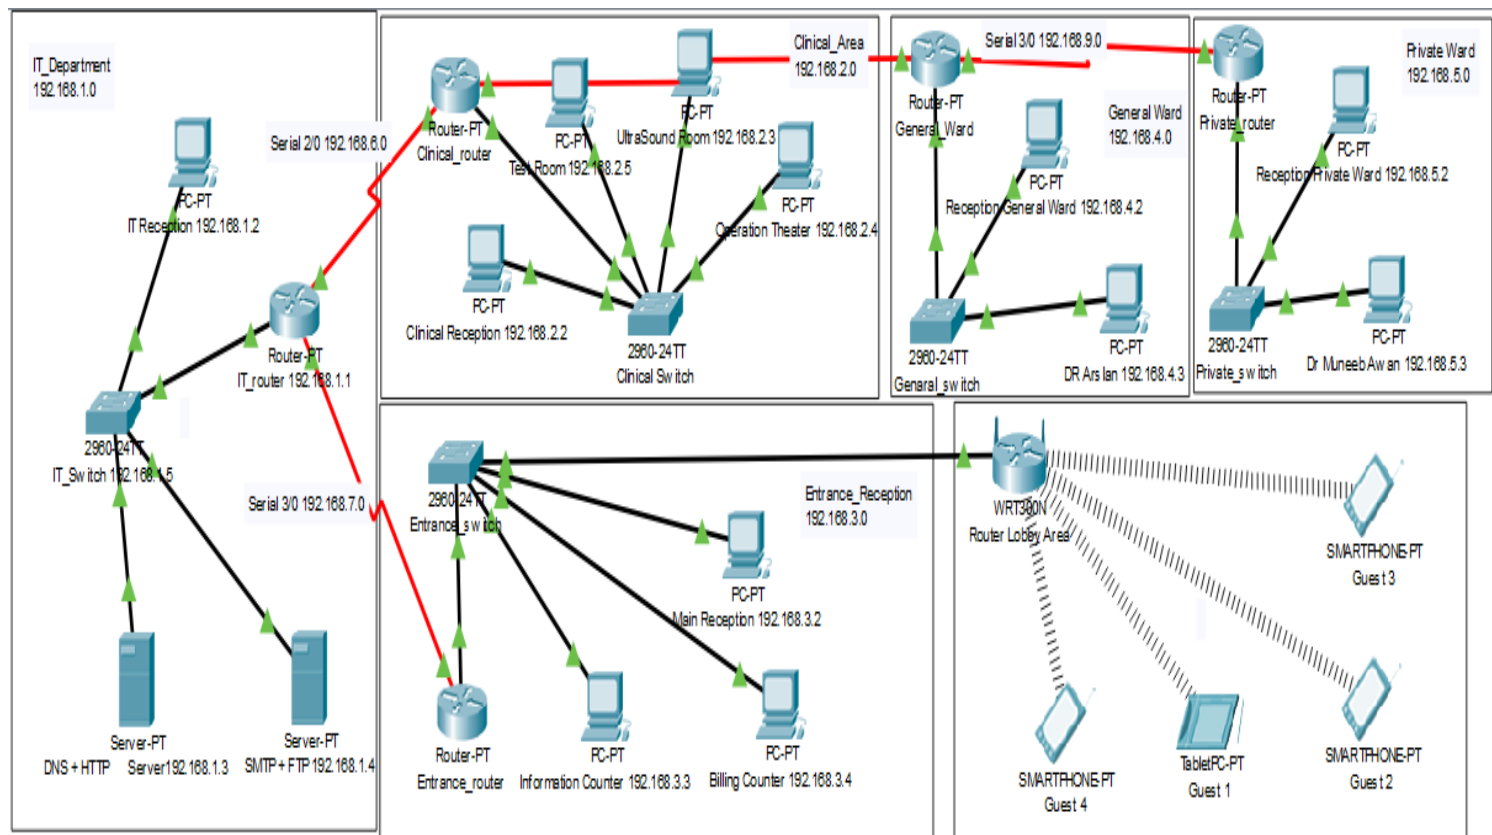 IT_Department
192.168.1.0
PC-PT
IT Reception 192.168.1.2
Serial 2/0 192.168.6.0
Router-PT
IT_router 192.168.1.1
2960-24TT
IT_Switch 192.168.1.5
Serial 3/0 192.168.7.0
Server-PT
DNS + HTTP Server192.168.1.3
Server-PT
SMTP + FTP 192.168.1.4
Clinical_Area
192.168.2.0
Router-PT
Clinical_router
PC-PT
Test Room 192.168.2.5
PC-PT
UltraSound Room 192.168.2.3
PC-PT
Operation Theater 192.168.2.4
PC-PT
Clinical Reception 192.168.2.2
2960-24TT
Clinical Switch
Serial 3/0 192.168.9.0
Router-PT
General_Ward
General Ward
192.168.4.0
PC-PT
Reception General Ward 192.168.4.2
2960-24TT
Genaral_switch
PC-PT
DR Arslan 192.168.4.3
Private Ward
192.168.5.0
Router-PT
Private_router
PC-PT
Reception Private Ward 192.168.5.2
2960-24TT
Private_switch
PC-PT
Dr Muneeb Awan 192.168.5.3
2960-24TT
Entrance_switch
Entrance_Reception
192.168.3.0
PC-PT
Main Reception 192.168.3.2
Router-PT
Entrance_router
PC-PT
Information Counter 192.168.3.3
PC-PT
Billing Counter 192.168.3.4
WRT300N
Router Lobby Area
SMARTPHONE-PT
Guest 3
SMARTPHONE-PT
Guest 4
TabletPC-PT
Guest 1
SMARTPHONE-PT
Guest 2